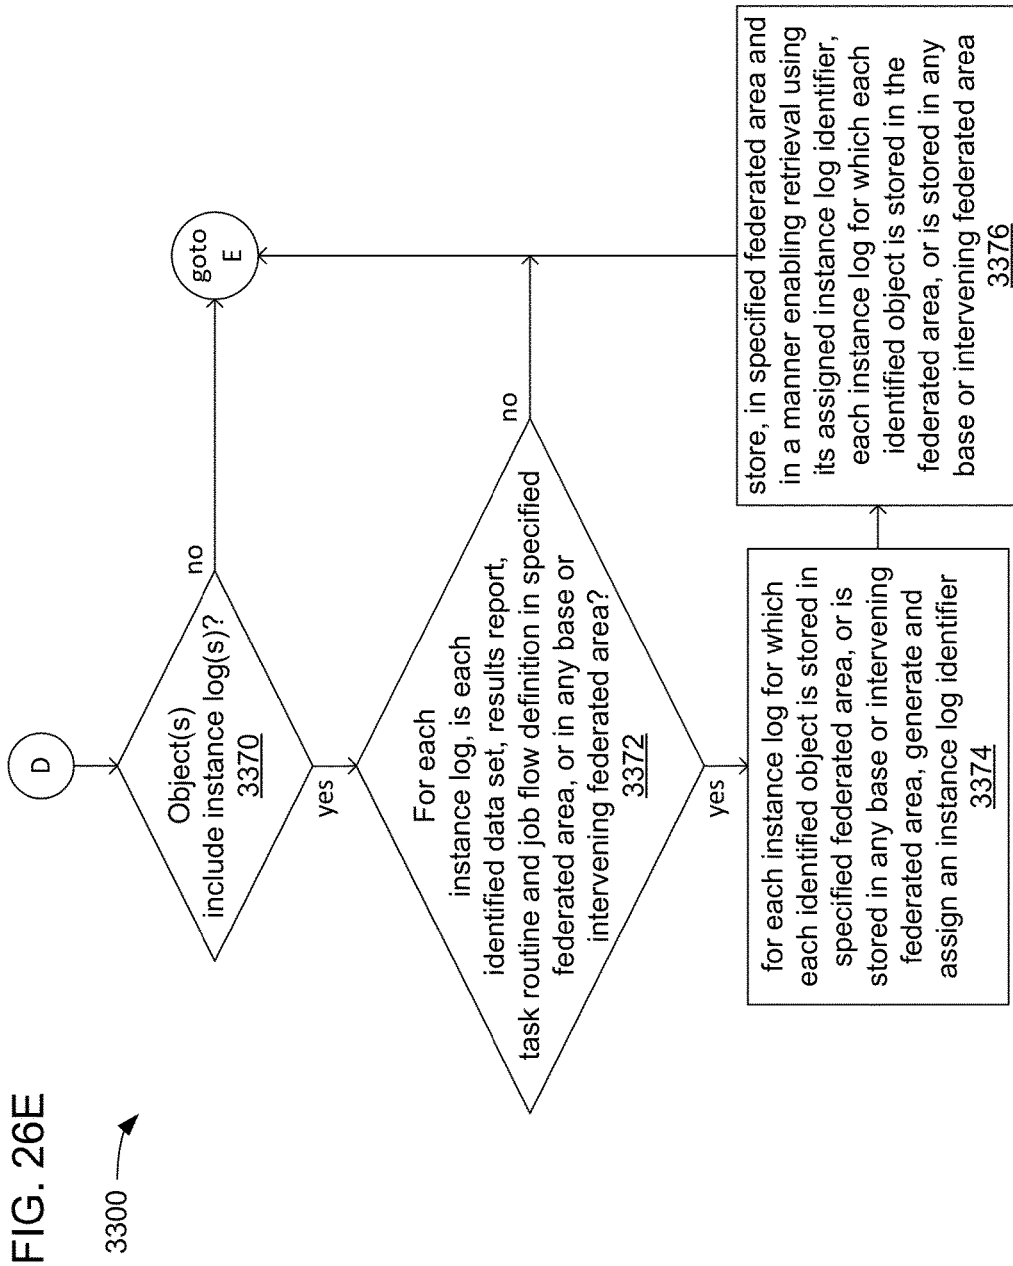 FIG. 26E
3300
D
Object(s)
include instance log(s)?
3370
no
yes
goto
E
For each
instance log, is each
identified data set, results report,
task routine and job flow definition in specified
federated area, or in any base or
intervening federated area?
3372
no
yes
for each instance log for which
each identified object is stored in
specified federated area, or is
stored in any base or intervening
federated area, generate and
assign an instance log identifier
3374
store, in specified federated area and
in a manner enabling retrieval using
its assigned instance log identifier,
each instance log for which each
identified object is stored in the
federated area, or is stored in any
base or intervening federated area
3376